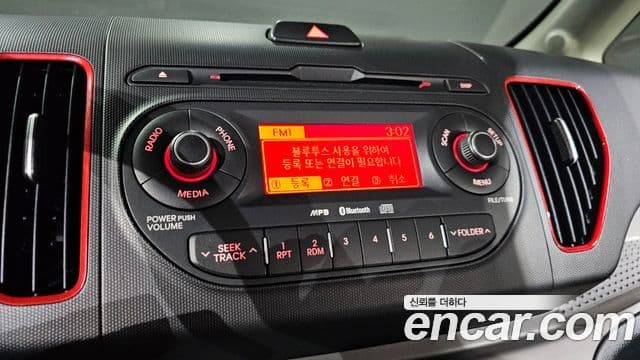 DISP
RADIO
PHONE
MEDIA
POWER PUSH
VOLUME
FM1 3:02
블루투스 사용을 위하여
등록 또는 연결이 필요합니다
① 등록 ② 연결 ③ 취소
SCAN
SETUP
MENU
FILE/TUNE
MP3 Bluetooth
SEEK
TRACK
1
RPT
2
RDM
3
4
5
6
FOLDER
신뢰를 더하다
encar.com